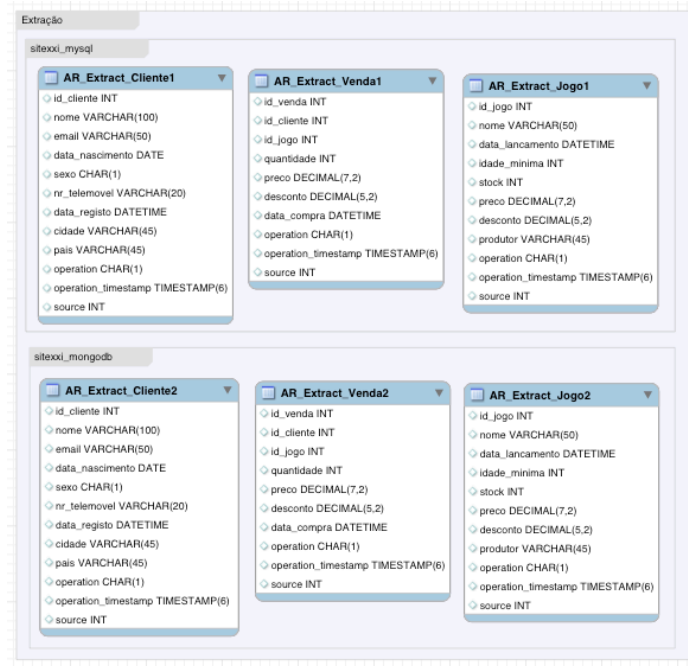 Extração
sitexxi_mysql
AR_Extract_Cliente1
id_cliente INT
nome VARCHAR(100)
email VARCHAR(50)
data_nascimento DATE
sexo CHAR(1)
nr_telemovel VARCHAR(20)
data_registo DATETIME
cidade VARCHAR(45)
pais VARCHAR(45)
operation CHAR(1)
operation_timestamp TIMESTAMP(6)
source INT
AR_Extract_Venda1
id_venda INT
id_cliente INT
id_jogo INT
quantidade INT
preco DECIMAL(7,2)
desconto DECIMAL(5,2)
data_compra DATETIME
operation CHAR(1)
operation_timestamp TIMESTAMP(6)
source INT
AR_Extract_Jogo1
id_jogo INT
nome VARCHAR(50)
data_lancamento DATETIME
idade_minima INT
stock INT
preco DECIMAL(7,2)
desconto DECIMAL(5,2)
produtor VARCHAR(45)
operation CHAR(1)
operation_timestamp TIMESTAMP(6)
source INT
sitexxi_mongodb
AR_Extract_Cliente2
id_cliente INT
nome VARCHAR(100)
email VARCHAR(50)
data_nascimento DATE
sexo CHAR(1)
nr_telemovel VARCHAR(20)
data_registo DATETIME
cidade VARCHAR(45)
pais VARCHAR(45)
operation CHAR(1)
operation_timestamp TIMESTAMP(6)
source INT
AR_Extract_Venda2
id_venda INT
id_cliente INT
id_jogo INT
quantidade INT
preco DECIMAL(7,2)
desconto DECIMAL(5,2)
data_compra DATETIME
operation CHAR(1)
operation_timestamp TIMESTAMP(6)
source INT
AR_Extract_Jogo2
id_jogo INT
nome VARCHAR(50)
data_lancamento DATETIME
idade_minima INT
stock INT
preco DECIMAL(7,2)
desconto DECIMAL(5,2)
produtor VARCHAR(45)
operation CHAR(1)
operation_timestamp TIMESTAMP(6)
source INT